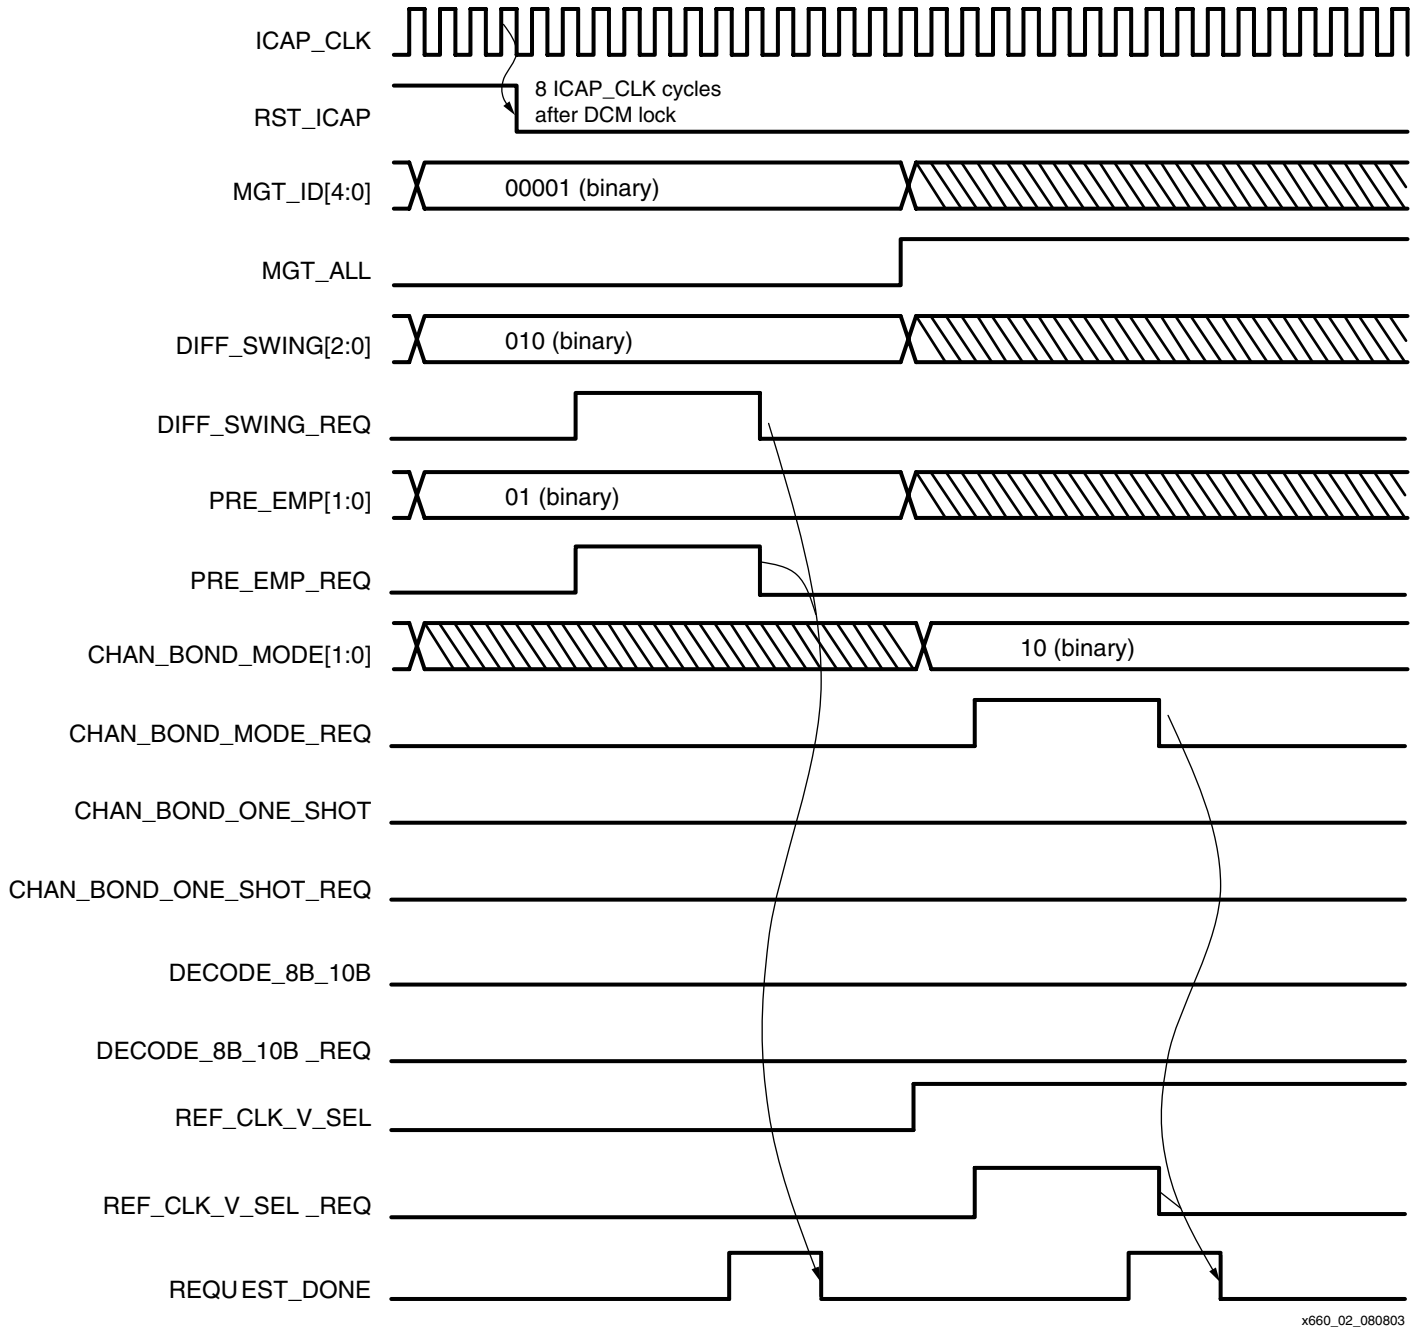 ICAP_CLK
RST_ICAP
8 ICAP_CLK cycles
after DCM lock
MGT_ID[4:0]
00001 (binary)
MGT_ALL
DIFF_SWING[2:0]
010 (binary)
DIFF_SWING_REQ
PRE_EMP[1:0]
01 (binary)
PRE_EMP_REQ
CHAN_BOND_MODE[1:0]
10 (binary)
CHAN_BOND_MODE_REQ
CHAN_BOND_ONE_SHOT
CHAN_BOND_ONE_SHOT_REQ
DECODE_8B_10B
DECODE_8B_10B _REQ
REF_CLK_V_SEL
REF_CLK_V_SEL _REQ
REQUEST_DONE
x660_02_080803